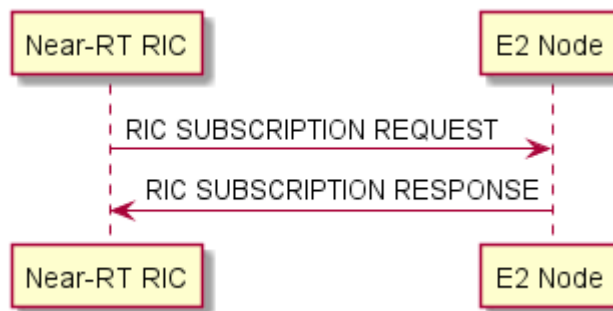 Near-RT RIC
E2 Node
RIC SUBSCRIPTION REQUEST
RIC SUBSCRIPTION RESPONSE
Near-RT RIC
E2 Node